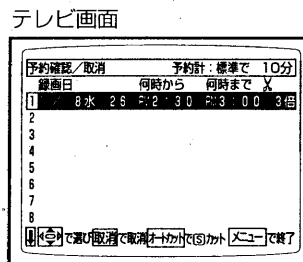 テレビ画面
予約確認/取消 予約計:標準で 10分
録画日 何時から 何時まで
1 8水 26 2:30 3:00 3倍
2
3
4
5
6
7
8
で選び 取消で取消 オートカットでⓈカット メニューで終了